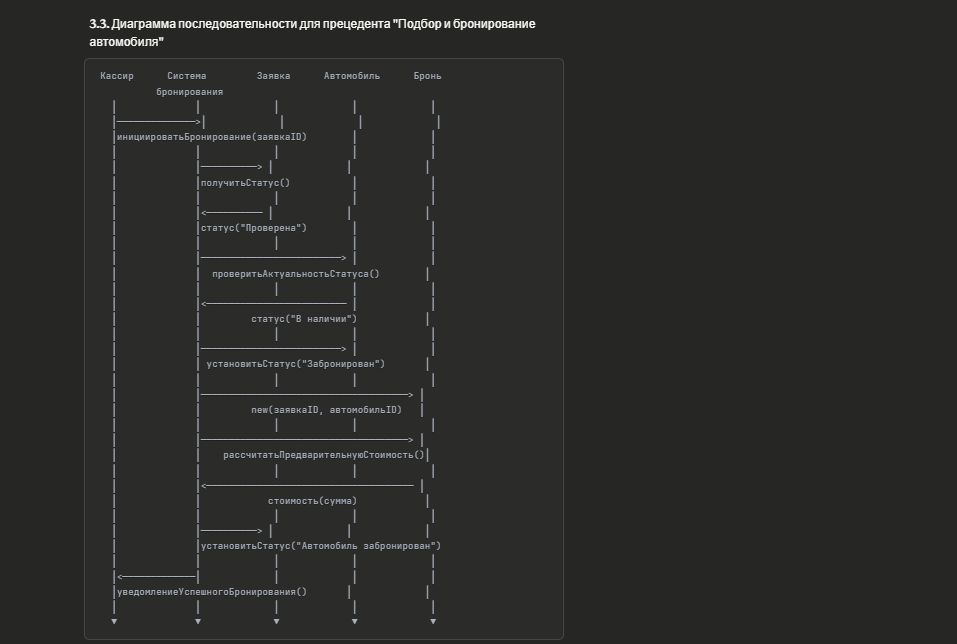 3.3. Диаграмма последовательности для прецедента "Подбор и бронирование
автомобиля"
Кассир Система Заявка Автомобиль Бронь
бронирования
инициироватьБронирование(заявкаID)
получитьСтатус()
статус("Проверена")
проверитьАктуальностьСтатуса()
статус("В наличии")
установитьСтатус("Забронирован")
new(заявкаID, автомобильID)
рассчитатьПредварительнуюСтоимость()
стоимость(сумма)
установитьСтатус("Автомобиль забронирован")
уведомлениеУспешногоБронирования()